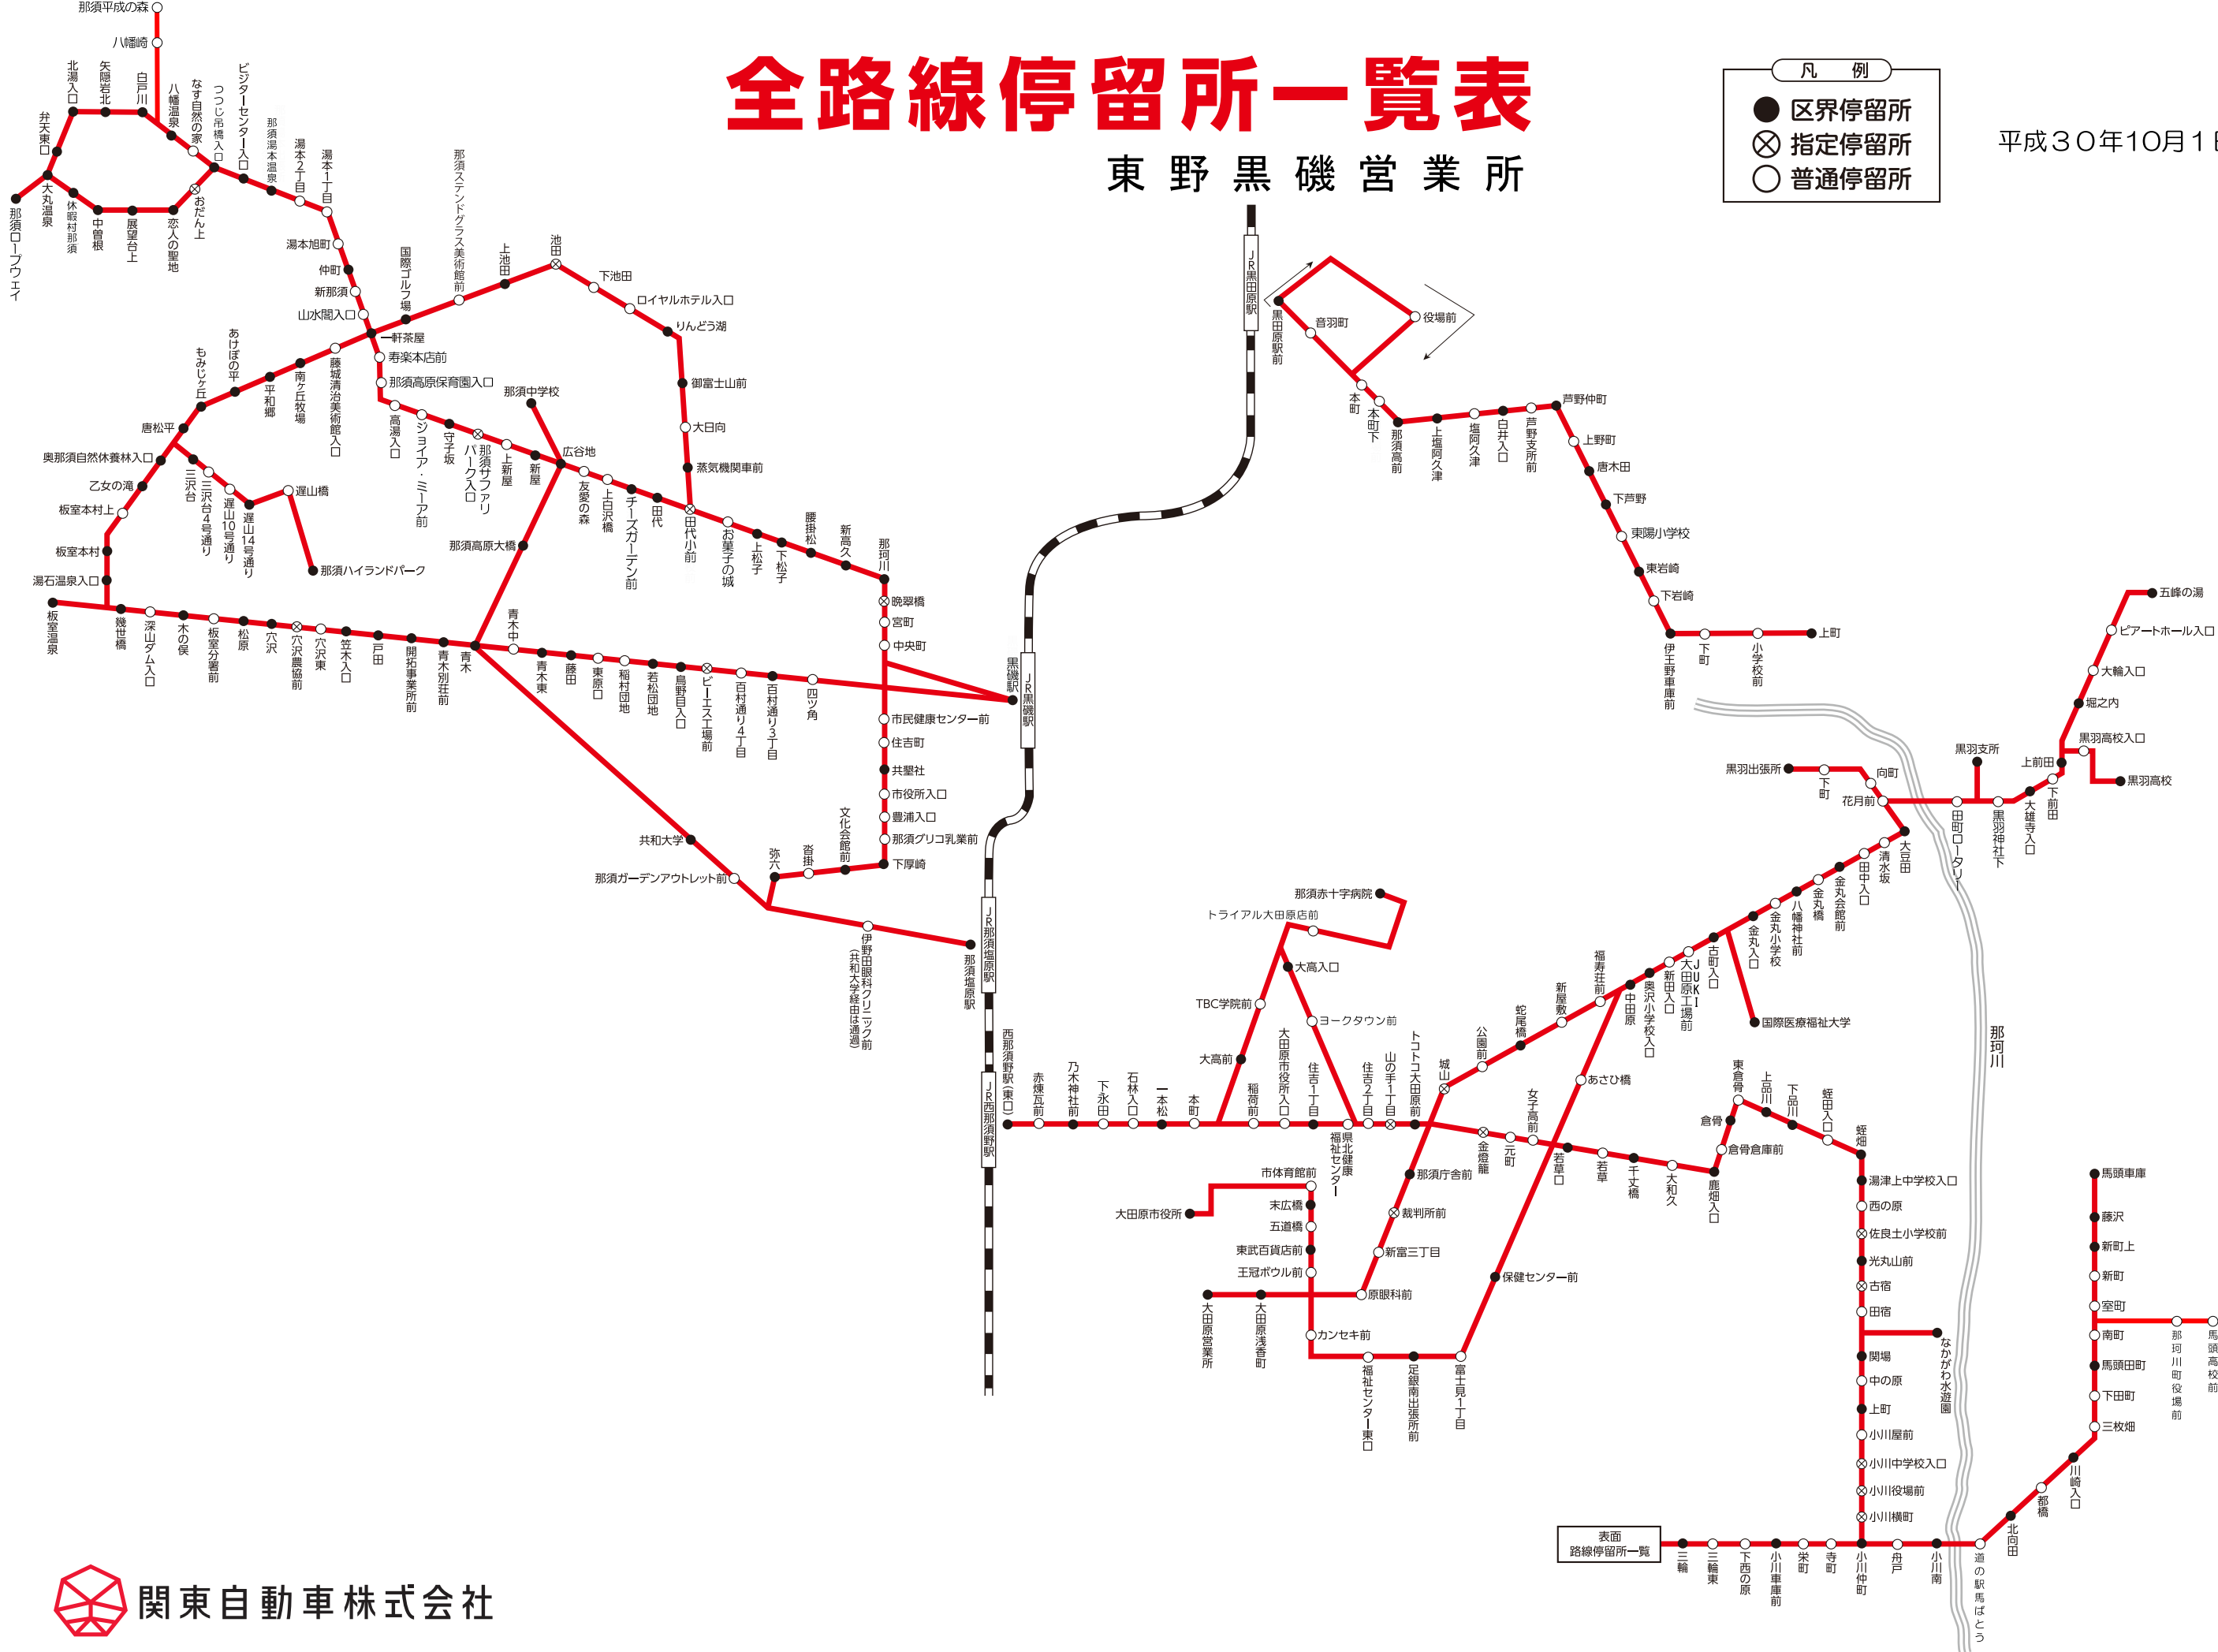 全路線停留所一覧表
東野黒磯営業所
凡例
区界停留所
指定停留所
普通停留所
平成30年10月1日
那須平成の森
八幡崎
北湯入口
矢隠岩北
白戸川
八幡温泉
なす自然の家
つつじ吊橋入口
ビジターセンター入口
那須湯本温泉
湯本2丁目
湯本1丁目
弁天東口
大丸温泉
那須ロープウェイ
休暇村那須
中曽根
展望台上
恋人の聖地
おだん上
湯本旭町
仲町
新那須
山水閣入口
一軒茶屋
国際ゴルフ場
那須ステンドグラス美術館前
上池田
池田
下池田
ロイヤルホテル入口
りんどう湖
御富士山前
大日向
蒸気機関車前
寿楽本店前
那須高原保育園入口
高湯入口
ジョイア・ミーア前
守子坂
那須サファリパーク入口
上新屋
新屋
広谷地
那須中学校
那須高原大橋
友愛の森
上白沢橋
チーズガーデン前
田代
田代小前
お菓子の城
上松子
下松子
腰掛松
新高久
那珂川
藤城清治美術館入口
南ヶ丘牧場
平和郷
あけぼの平
もみじヶ丘
唐松平
奥那須自然休養林入口
乙女の滝
板室本村上
板室本村
湯石温泉入口
三沢台
三沢台4号通り
遅山10号通り
遅山14号通り
遅山橋
那須ハイランドパーク
板室温泉
幾世橋
深山ダム入口
木の俣
板室分署前
松原
穴沢
穴沢農協前
穴沢東
笠木入口
戸田
開拓事業所前
青木別荘前
青木
青木中
青木東
藤田
東原口
稲村団地
若松団地
鳥野目入口
ビーエス工場前
百村通り4丁目
百村通り3丁目
四ツ角
黒磯駅
晩翠橋
宮町
中央町
市民健康センター前
住吉町
共墾社
市役所入口
豊浦入口
那須グリコ乳業前
下厚崎
文化会館前
沓掛
弥六
共和大学
那須ガーデンアウトレット前
伊野田眼科クリニック前
(共和大学経由は通過)
那須塩原駅
JR黒田原駅
JR黒磯駅
JR那須塩原駅
JR西那須野駅
黒田原駅前
音羽町
役場前
本町
本町下
那須高前
上塩阿久津
塩阿久津
白井入口
芦野支所前
芦野仲町
上野町
唐木田
下芦野
東陽小学校
東岩崎
下岩崎
伊王野車庫前
下町
小学校前
上町
五峰の湯
ピアートホール入口
大輪入口
堀之内
黒羽高校入口
黒羽高校
上前田
下前田
大雄寺入口
黒羽神社下
黒羽支所
田町ロータリー
黒羽出張所
下町
向町
花月前
大豆田
清水坂
田中入口
金丸会館前
金丸橋
八幡神社前
金丸小学校
金丸入口
国際医療福祉大学
古町入口
JUKI大田原工場前
新田入口
奥沢小学校入口
中田原
福寿荘前
新屋敷
蛇尾橋
公園前
城山
那珂川
那須赤十字病院
トライアル大田原店前
大高入口
TBC学院前
大高前
ヨークタウン前
西那須野駅(東口)
赤煉瓦前
乃木神社前
下永田
石林入口
一本松
本町
稲荷前
大田原市役所入口
住吉1丁目
県北健康福祉センター
住吉2丁目
山の手1丁目
トコトコ大田原前
金燈籠
元町
女子高前
若草口
若草
千丈橋
大和久
鹿畑入口
倉骨倉庫前
倉骨
東倉骨
上品川
下品川
蛭田入口
蛭畑
あさひ橋
保健センター前
那須庁舎前
裁判所前
新富三丁目
原眼科前
大田原浅香町
大田原営業所
市体育館前
大田原市役所
末広橋
五道橋
東武百貨店前
王冠ボウル前
カンセキ前
福祉センター東口
足銀南出張所前
富士見1丁目
湯津上中学校入口
西の原
佐良土小学校前
光丸山前
古宿
田宿
なかがわ水遊園
関場
中の原
上町
小川屋前
小川中学校入口
小川役場前
小川横町
表面
路線停留所一覧
三輪
三輪東
下西の原
小川車庫前
栄町
寺町
小川仲町
舟戸
小川南
道の駅馬ばとう
北向田
都橋
川崎入口
三枚畑
下田町
馬頭田町
南町
室町
新町
新町上
藤沢
馬頭車庫
那珂川町役場前
馬頭高校前
関東自動車株式会社